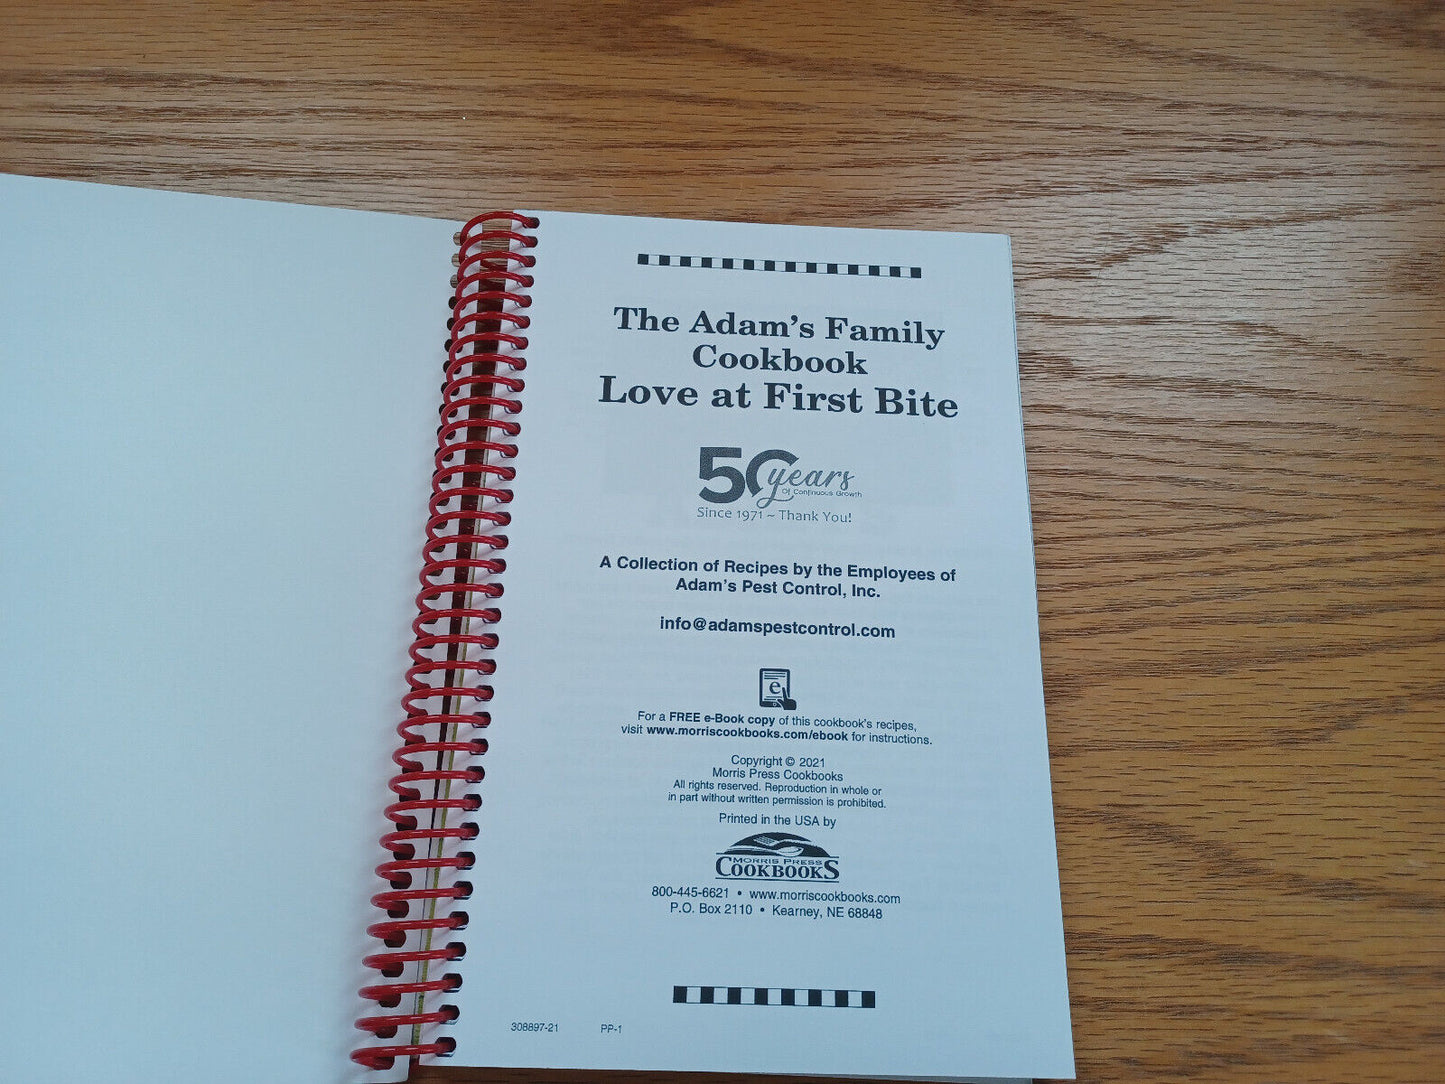 The Adam's Family
Cookbook
Love at First Bite
50 years
Of Continuous Growth
Since 1971 ~ Thank You!
A Collection of Recipes by the Employees of
Adam's Pest Control, Inc.
info@adamspestcontrol.com
e
For a FREE e-Book copy of this cookbook's recipes,
visit www.morriscookbooks.com/ebook for instructions.
Copyright © 2021
Morris Press Cookbooks
All rights reserved. Reproduction in whole or
in part without written permission is prohibited.
Printed in the USA by
MORRIS PRESS
COOKBOOKS
800-445-6621 • www.morriscookbooks.com
P.O. Box 2110 • Kearney, NE 68848
308897-21 PP-1